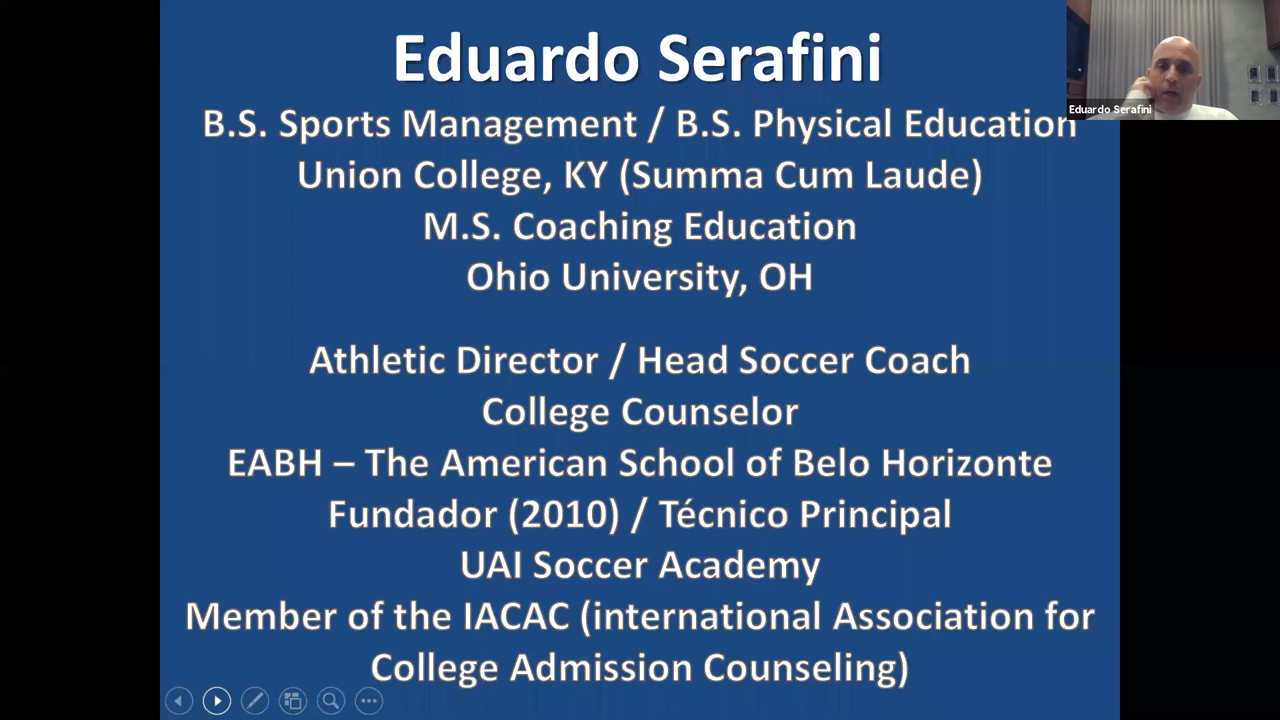 Eduardo Serafini
B.S. Sports Management / B.S. Physical Education
Union College, KY (Summa Cum Laude)
M.S. Coaching Education
Ohio University, OH
Athletic Director / Head Soccer Coach
College Counselor
EABH – The American School of Belo Horizonte
Fundador (2010) / Técnico Principal
UAI Soccer Academy
Member of the IACAC (international Association for
College Admission Counseling)
Eduardo Serafini